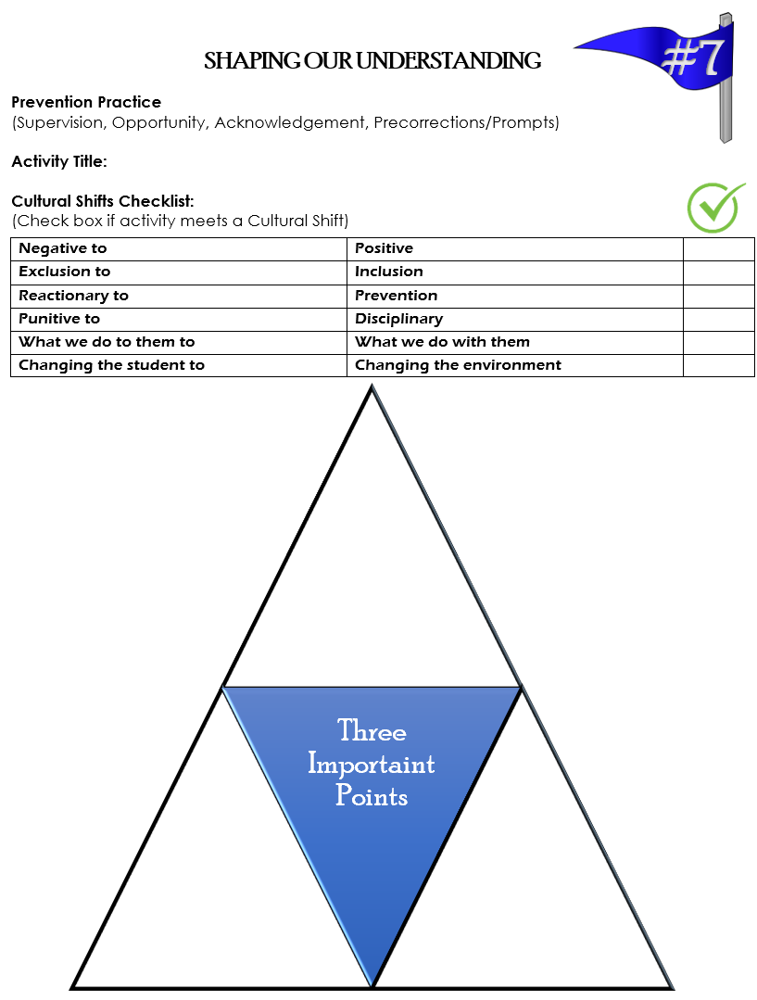 SHAPING OUR UNDERSTANDING
#7
Prevention Practice
(Supervision, Opportunity, Acknowledgement, Precorrections/Prompts)
Activity Title:
Cultural Shifts Checklist:
(Check box if activity meets a Cultural Shift)
Negative to Positive
Exclusion to Inclusion
Reactionary to Prevention
Punitive to Disciplinary
What we do to them to What we do with them
Changing the student to Changing the environment
Three
Importaint
Points